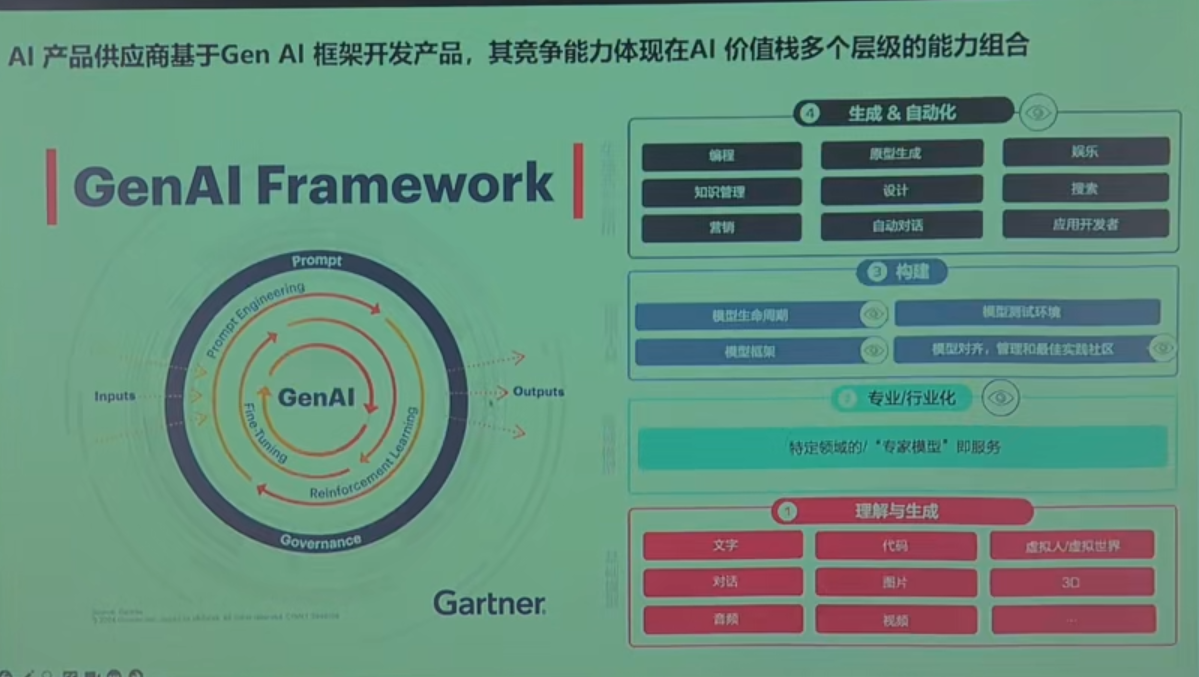 AI 产品供应商基于Gen AI 框架开发产品，其竞争能力体现在AI 价值栈多个层级的能力组合
GenAI Framework
Prompt
Prompt Engineering
Inputs
GenAI
Outputs
Fine-Tuning
Reinforcement Learning
Governance
Gartner
4 生成 & 自动化
编程 原型生成 娱乐
知识管理 设计 搜索
营销 自动对话 应用开发者
3 构建
模型生命周期 模型测试环境
模型框架 模型对齐，管理和最佳实践社区
2 专业/行业化
特定领域的/“专家模型”即服务
1 理解与生成
文字 代码 虚拟人/虚拟世界
对话 图片 3D
音频 视频 ...